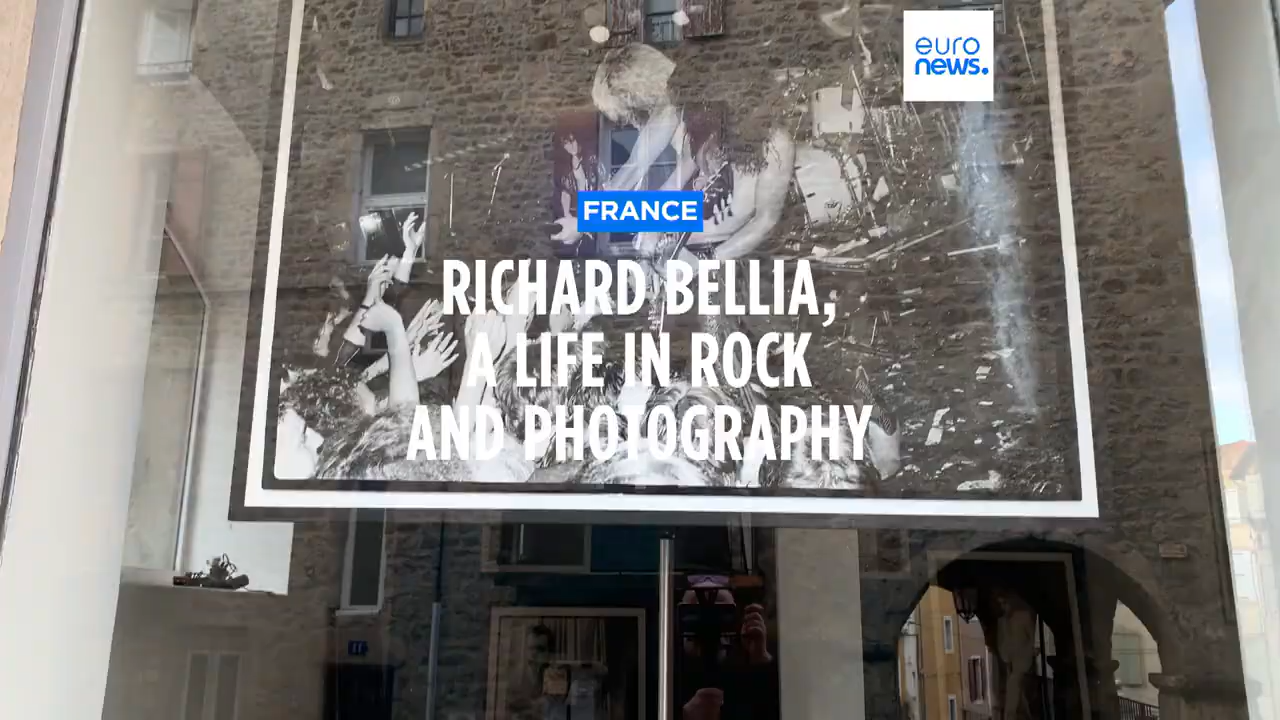 euro
news.
FRANCE
RICHARD BELLIA,
A LIFE IN ROCK
AND PHOTOGRAPHY